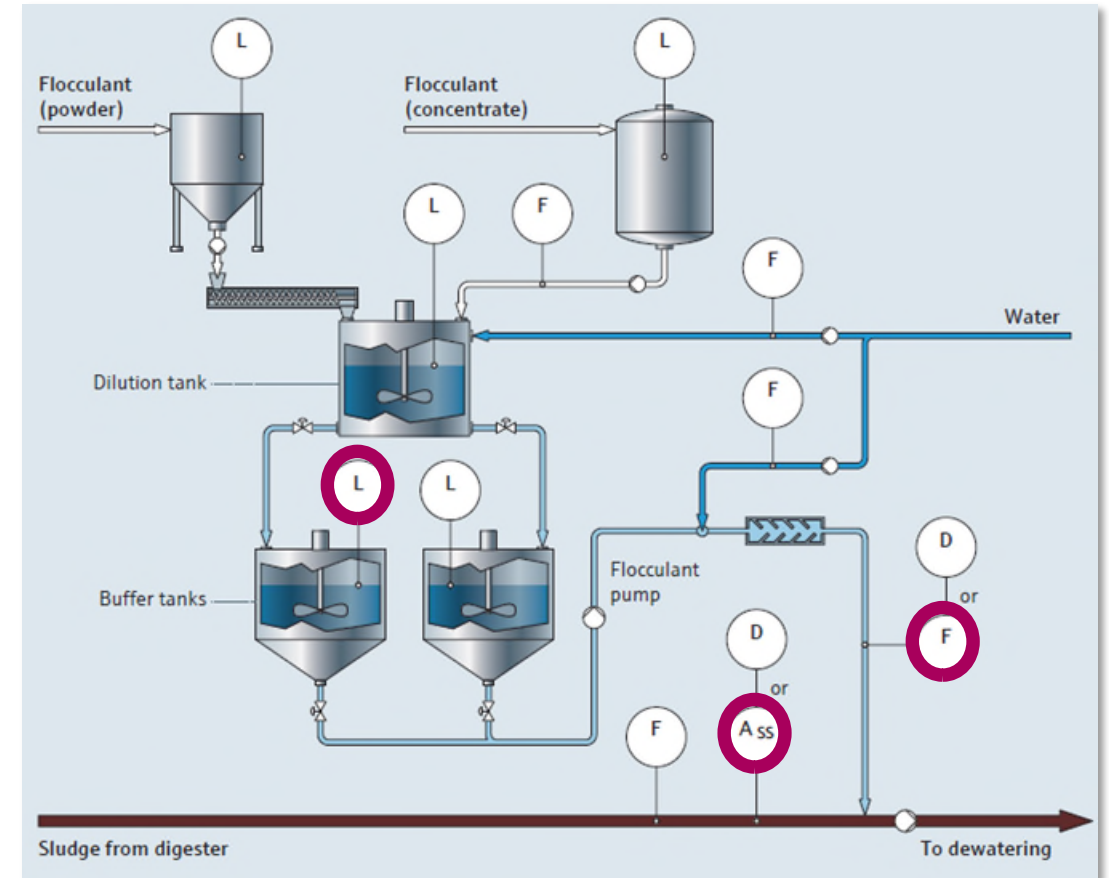 L
L
Flocculant
(powder)
Flocculant
(concentrate)
L
F
F
Water
Dilution tank
F
L
L
D
or
F
Flocculant
pump
Buffer tanks
D
or
A ss
F
Sludge from digester
To dewatering